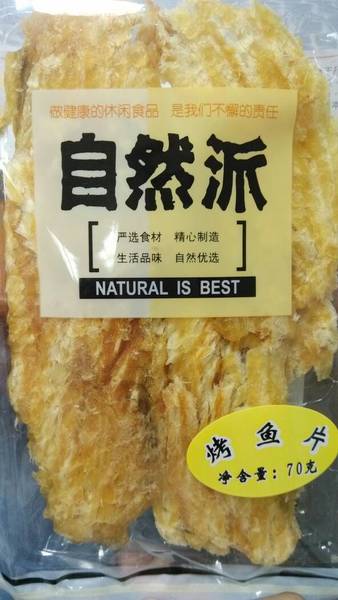 做健康的休闲食品 是我们不懈的责任
自然派
严选食材 精心制造
生活品味 自然优选
NATURAL IS BEST
烤鱼片
净含量：70克